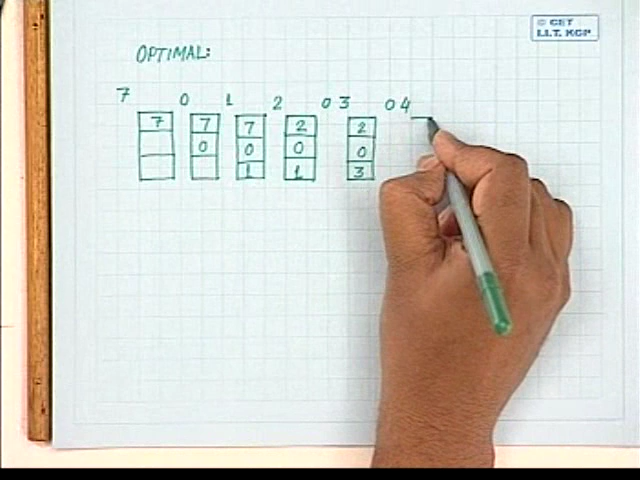 © CET
I.I.T. KGP
OPTIMAL:
7 0 1 2 0 3 0 4
7 7 7 2 2
0 0 0 0
1 1 3